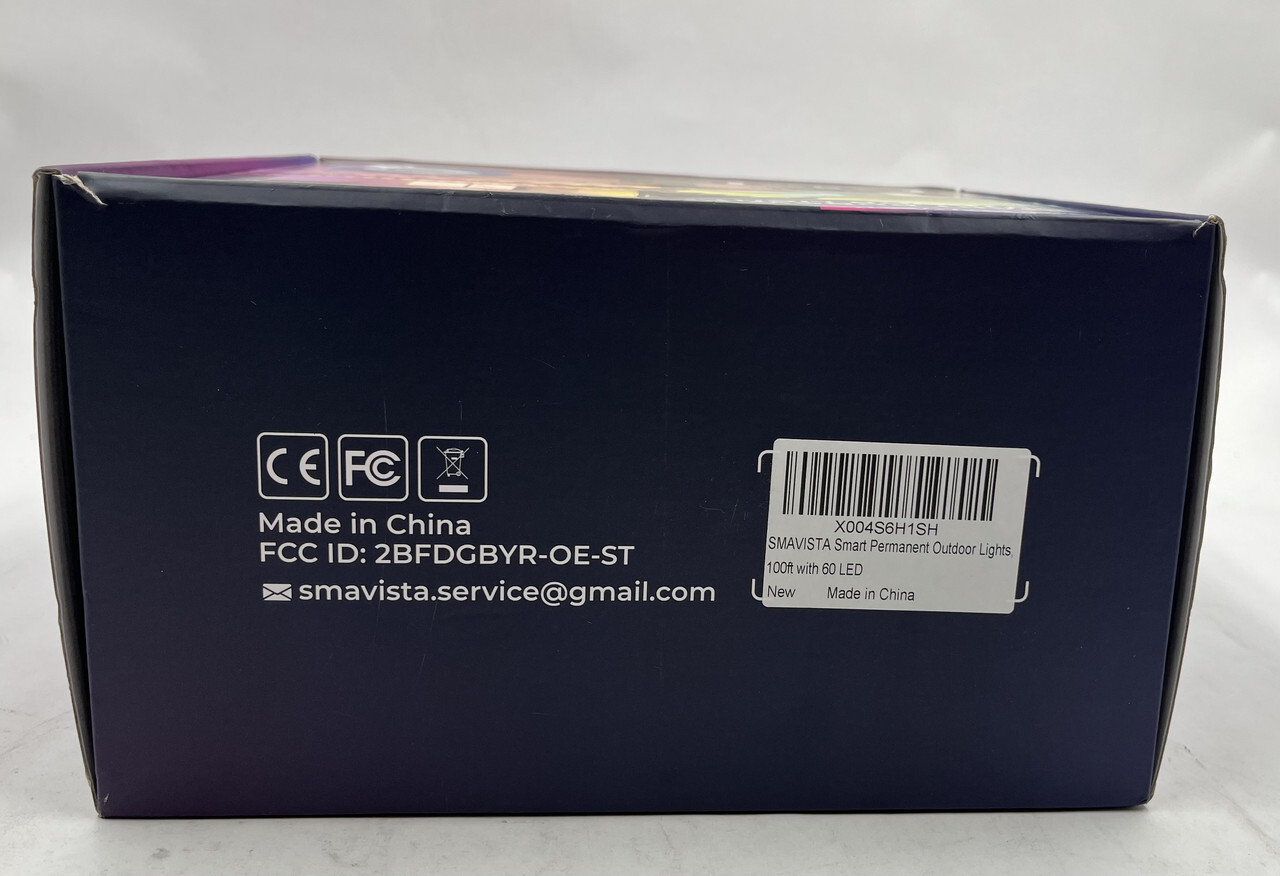 CE FC
Made in China
FCC ID: 2BFDGBYR-OE-ST
smavista.service@gmail.com
X004S6H1SH
SMAVISTA Smart Permanent Outdoor Lights,
100ft with 60 LED
New Made in China